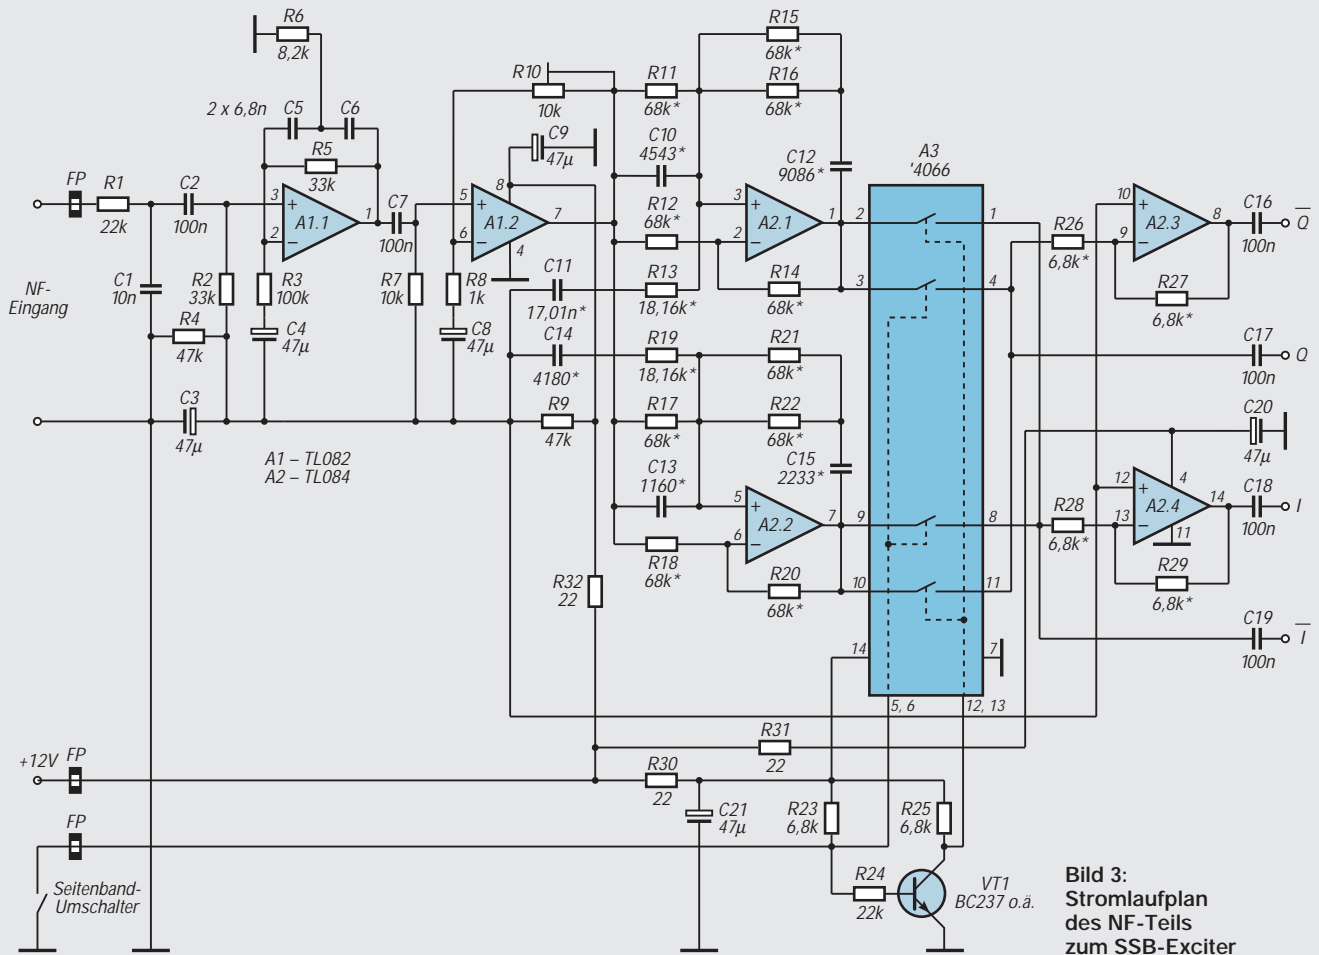 R6
8,2k
2 x 6,8n
C5
C6
R5
33k
FP
R1
22k
C2
100n
3
+
2
–
A1.1
1
C7
100n
NF-
Eingang
C1
10n
R2
33k
R3
100k
R4
47k
C4
47µ
C3
47µ
R7
10k
R8
1k
C8
47µ
A1 – TL082
A2 – TL084
R10
10k
C9
47µ
8
5
+
6
–
A1.2
7
4
R9
47k
R11
68k*
C10
4543*
R12
68k*
C11
17,01n*
R13
18,16k*
C14
4180*
R19
18,16k*
R17
68k*
C13
1160*
R18
68k*
R15
68k*
R16
68k*
C12
9086*
3
+
2
–
A2.1
1
R14
68k*
R21
68k*
R22
68k*
C15
2233*
5
+
6
–
A2.2
7
R20
68k*
A3
'4066
2
1
3
4
9
8
10
11
14
7
5, 6
12, 13
R26
6,8k*
10
+
9
–
A2.3
8
R27
6,8k*
C16
100n
Q
Q
C17
100n
C20
47µ
R28
6,8k*
12
+
13
–
A2.4
14
4
11
R29
6,8k*
C18
100n
I
C19
100n
I
R32
22
R31
22
+12V
FP
R30
22
C21
47µ
R23
6,8k
R25
6,8k
FP
Seitenband-
Umschalter
R24
22k
VT1
BC237 o.ä.
Bild 3:
Stromlaufplan
des NF-Teils
zum SSB-Exciter